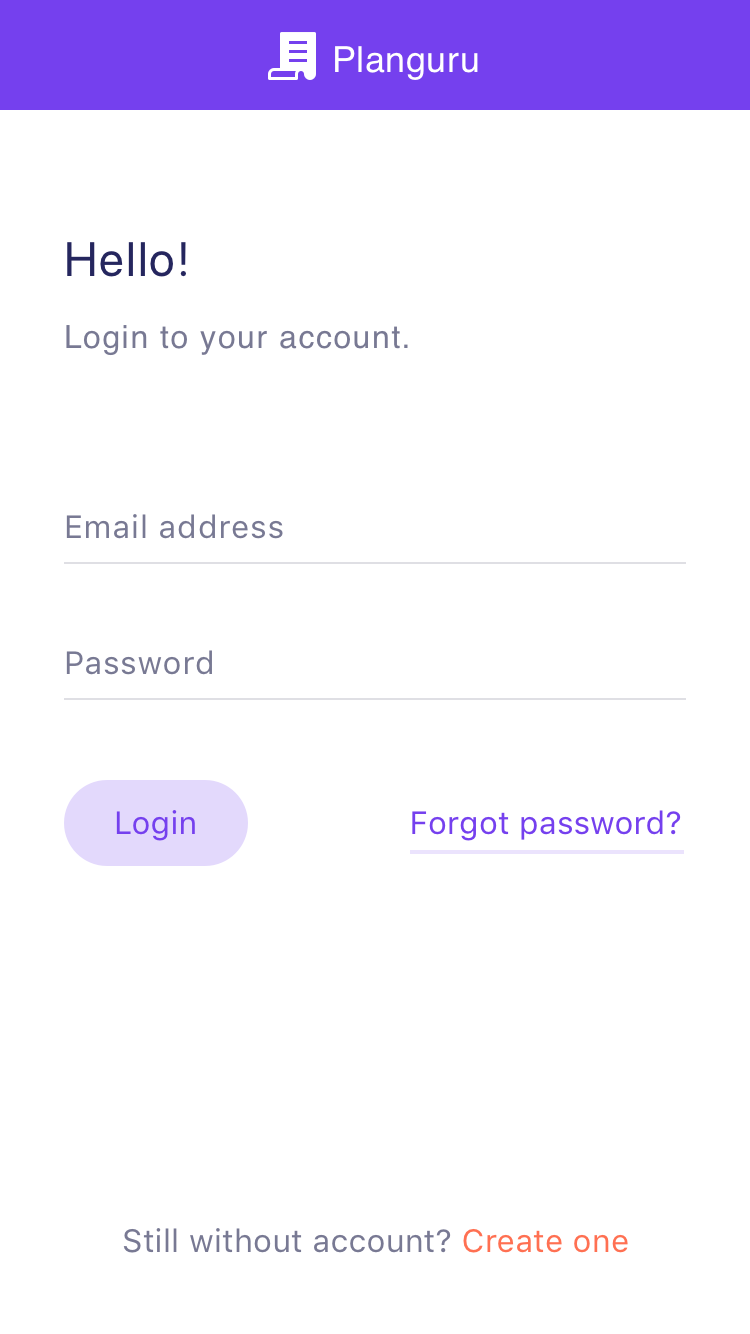 Planguru
Hello!
Login to your account.
Email address
Password
Login
Forgot password?
Still without account? Create one